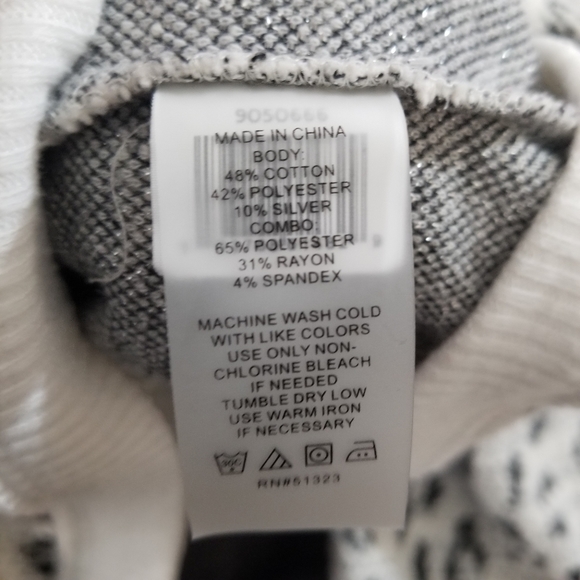 9050666
MADE IN CHINA
BODY:
48% COTTON
42% POLYESTER
10% SILVER
COMBO:
65% POLYESTER
31% RAYON
4% SPANDEX
MACHINE WASH COLD
WITH LIKE COLORS
USE ONLY NON-
CHLORINE BLEACH
IF NEEDED
TUMBLE DRY LOW
USE WARM IRON
IF NECESSARY
30C
RN#51323